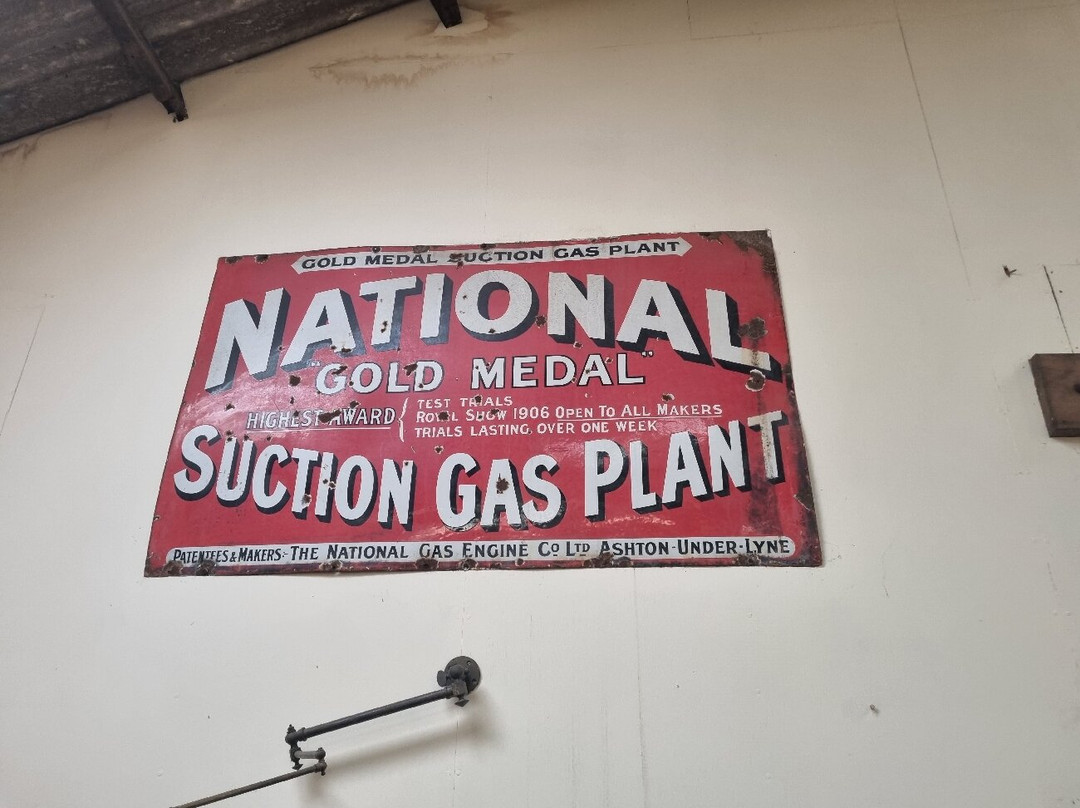 GOLD MEDAL SUCTION GAS PLANT
NATIONAL
"GOLD MEDAL"
HIGHEST AWARD { TEST TRIALS
ROYAL SHOW 1906 OPEN TO ALL MAKERS
TRIALS LASTING OVER ONE WEEK
SUCTION GAS PLANT
PATENTEES & MAKERS:- THE NATIONAL GAS ENGINE CO LTD ASHTON-UNDER-LYNE